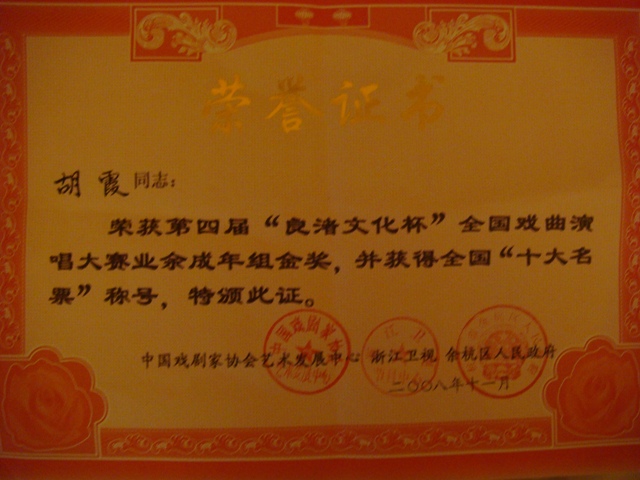 荣誉证书
胡霞同志：
荣获第四届“良渚文化杯”全国戏曲演
唱大赛业余成年组金奖，并获得全国“十大名
票”称号，特颁此证。
中国戏剧家协会艺术发展中心 浙江卫视 余杭区人民政府
二〇〇八年十一月